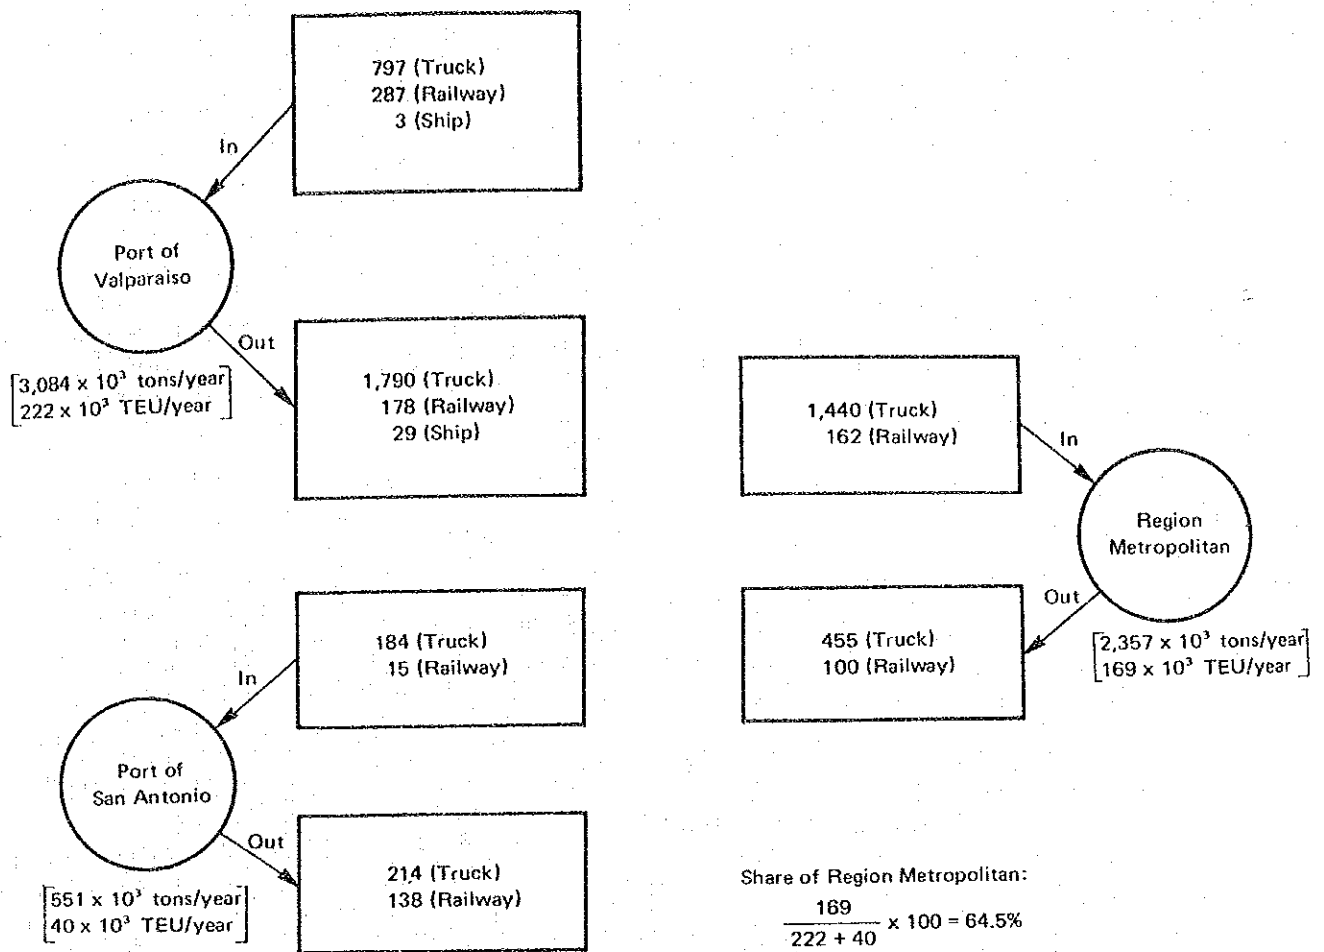 797 (Truck)
287 (Railway)
3 (Ship)
In
Port of
Valparaiso
Out
[3,084 x 10³ tons/year]
[222 x 10³ TEU/year]
1,790 (Truck)
178 (Railway)
29 (Ship)
1,440 (Truck)
162 (Railway)
In
Region
Metropolitan
Out
455 (Truck)
100 (Railway)
[2,357 x 10³ tons/year]
[169 x 10³ TEU/year]
184 (Truck)
15 (Railway)
In
Port of
San Antonio
Out
[551 x 10³ tons/year]
[40 x 10³ TEU/year]
214 (Truck)
138 (Railway)
Share of Region Metropolitan:
169
222 + 40
x 100 = 64.5%